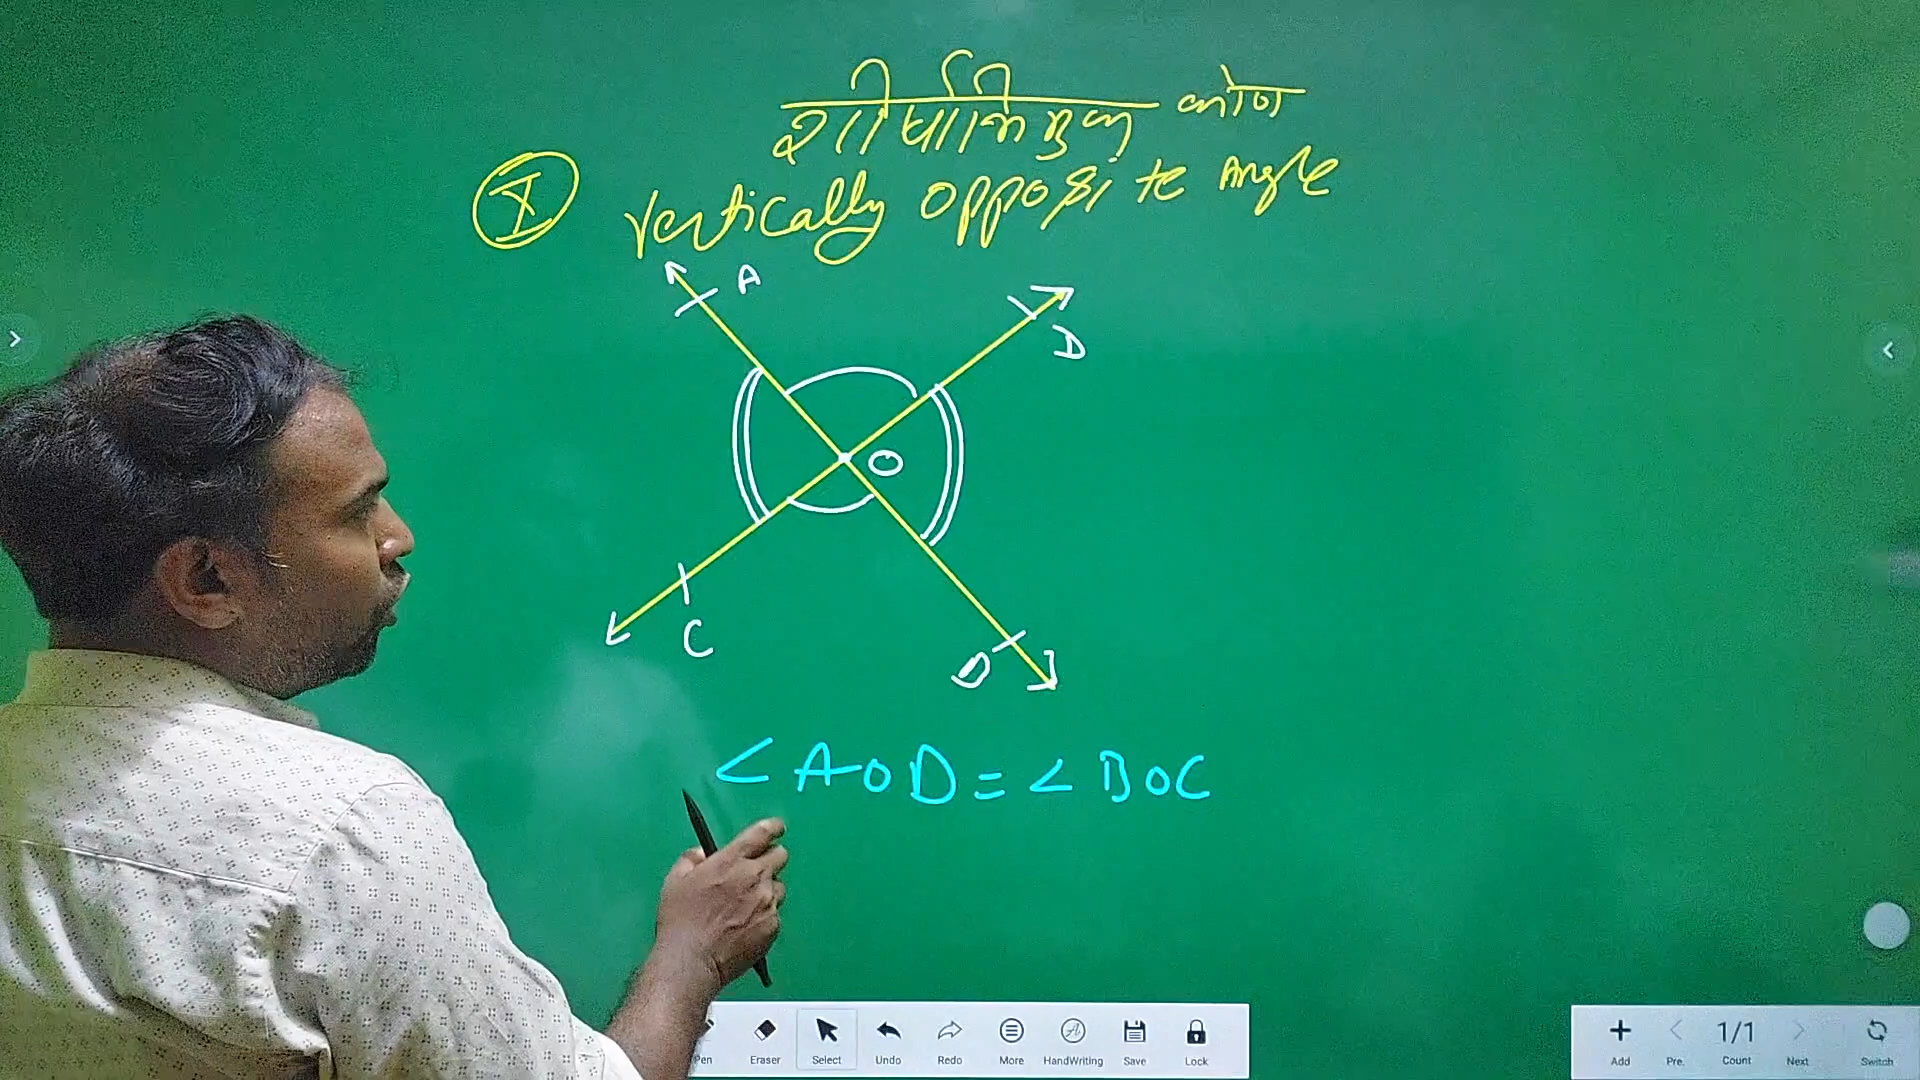 शीर्षाभिमुख कोण
I Vertically opposite Angle
A
D
O
C
D
< AOD = < BOC
Pen Eraser Select Undo Redo More HandWriting Save Lock
1/1
Add Pre. Count Next Switch